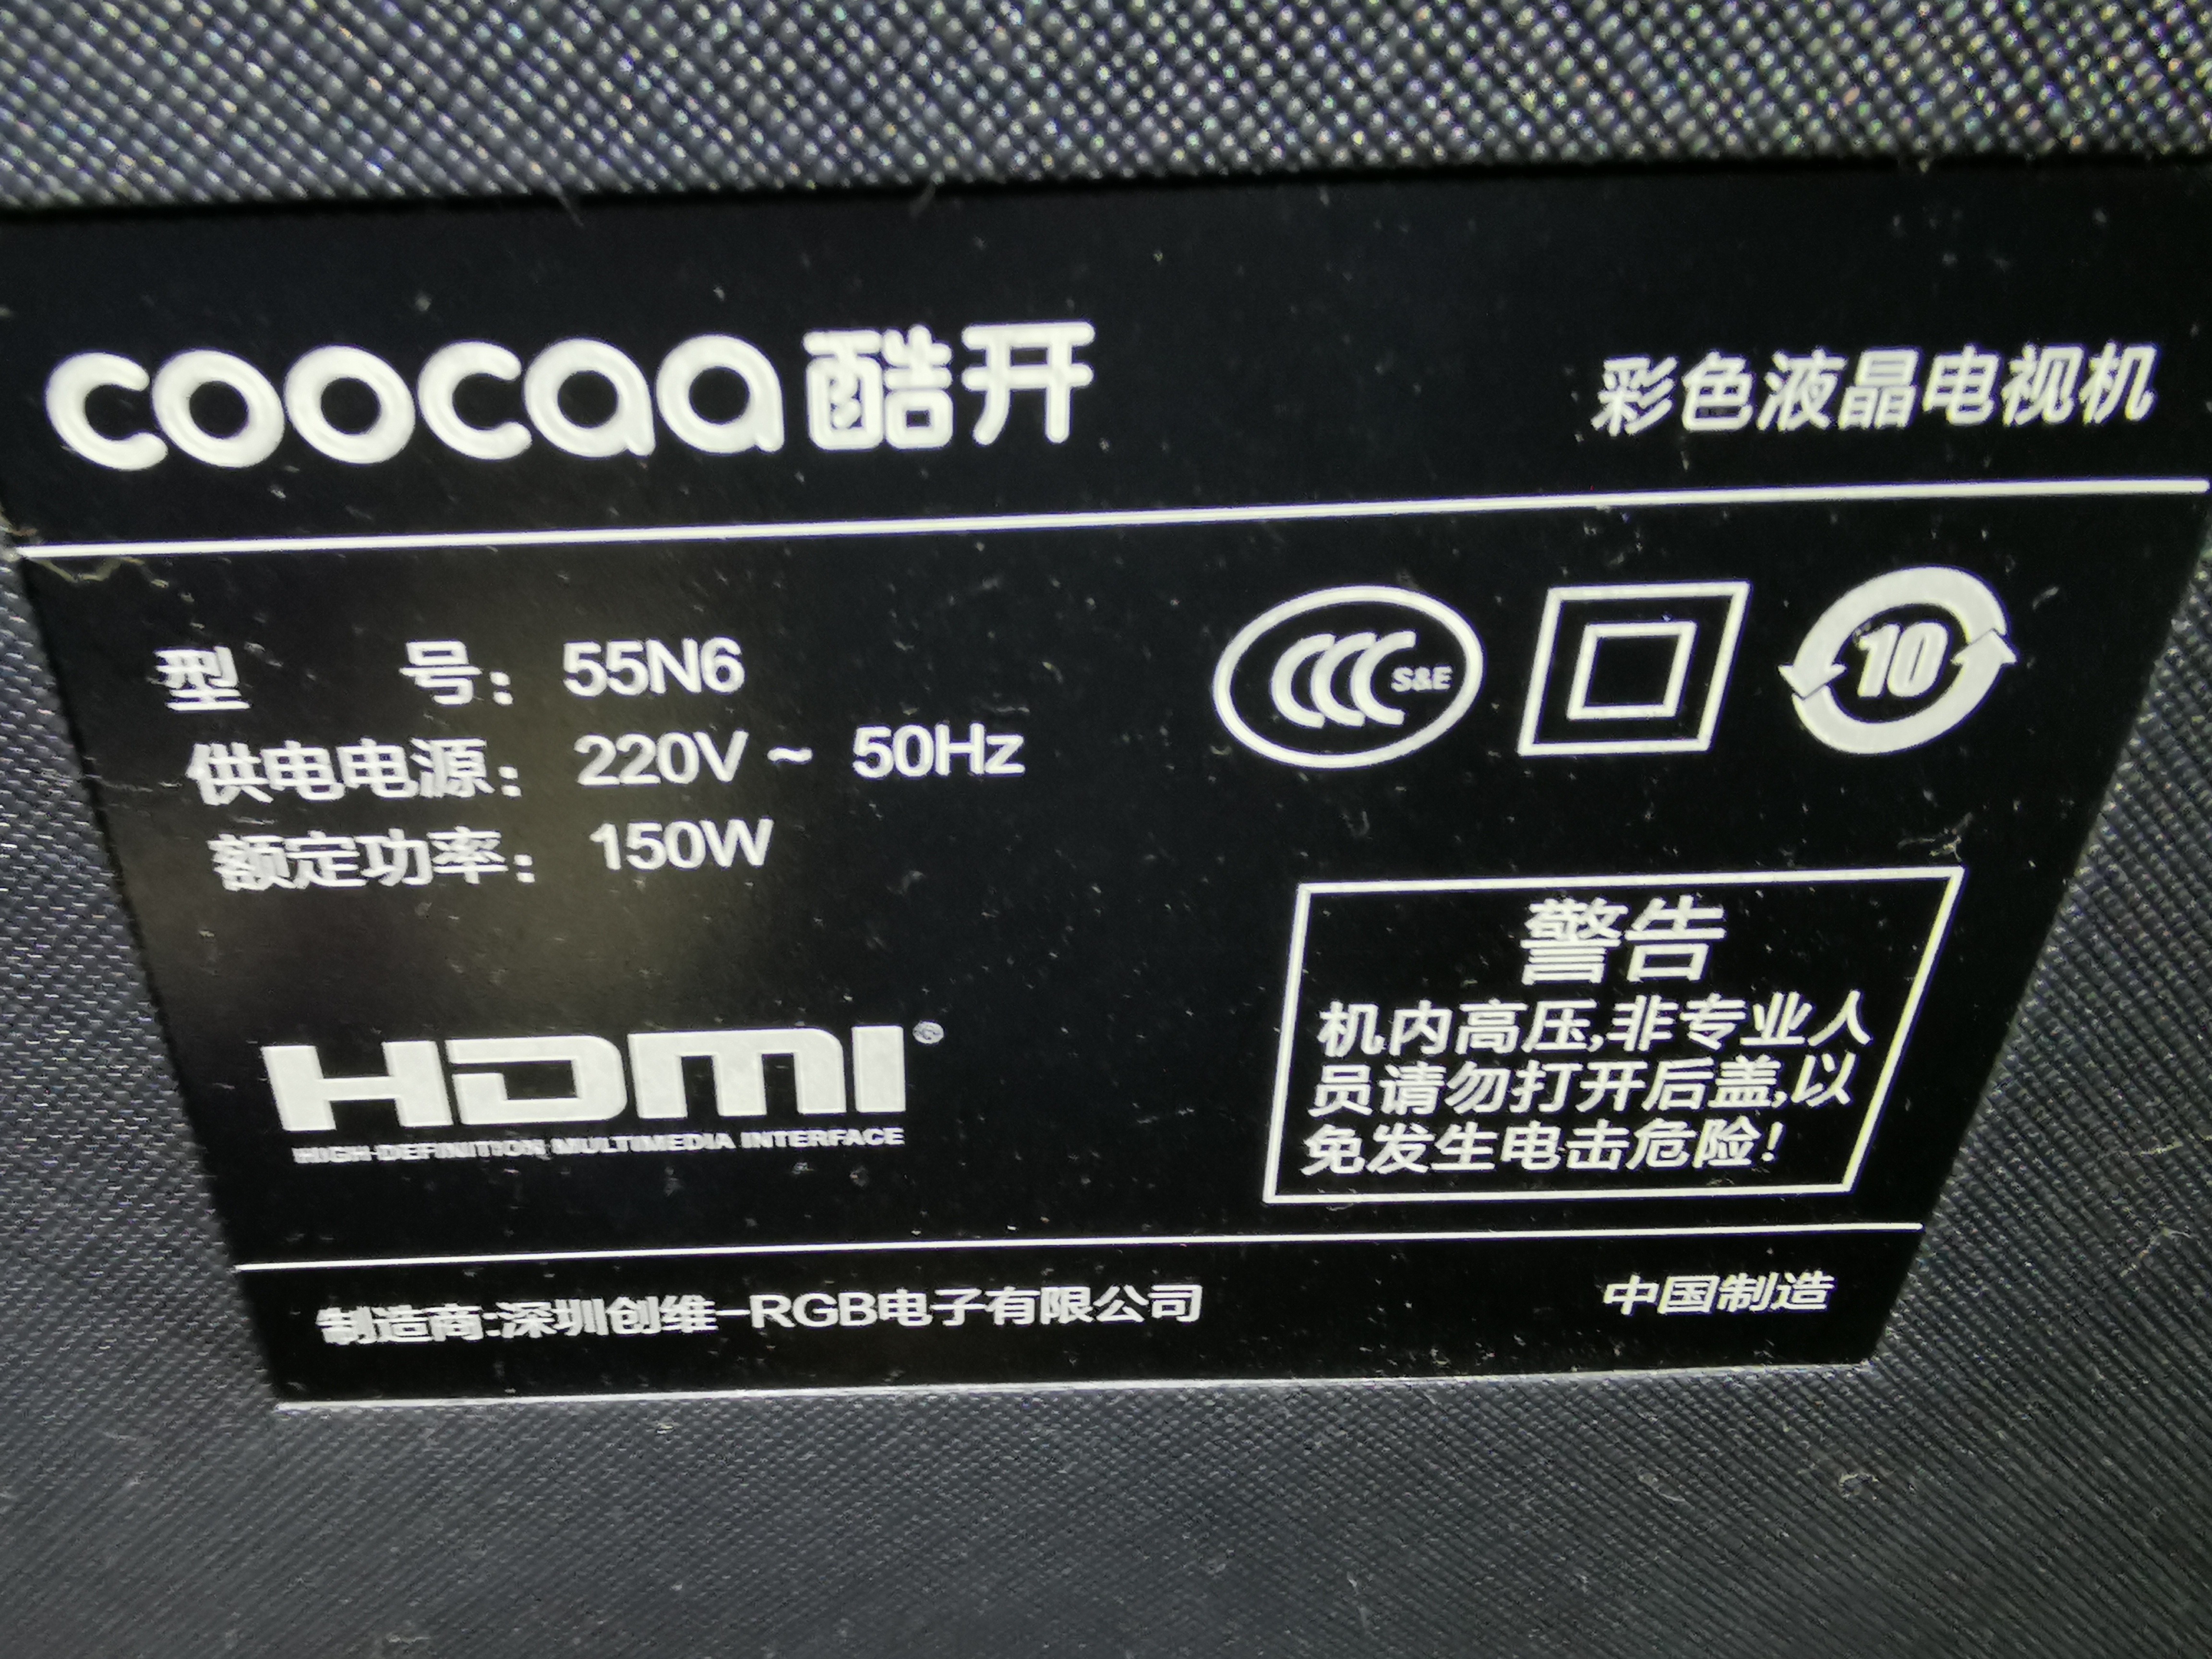 coocaa 酷开
彩色液晶电视机
型 号： 55N6
供电电源： 220V ~ 50Hz
额定功率： 150W
CCC S&E
10
警告
机内高压,非专业人
员请勿打开后盖,以
免发生电击危险!
HDMI®
HIGH-DEFINITION MULTIMEDIA INTERFACE
制造商:深圳创维-RGB电子有限公司
中国制造